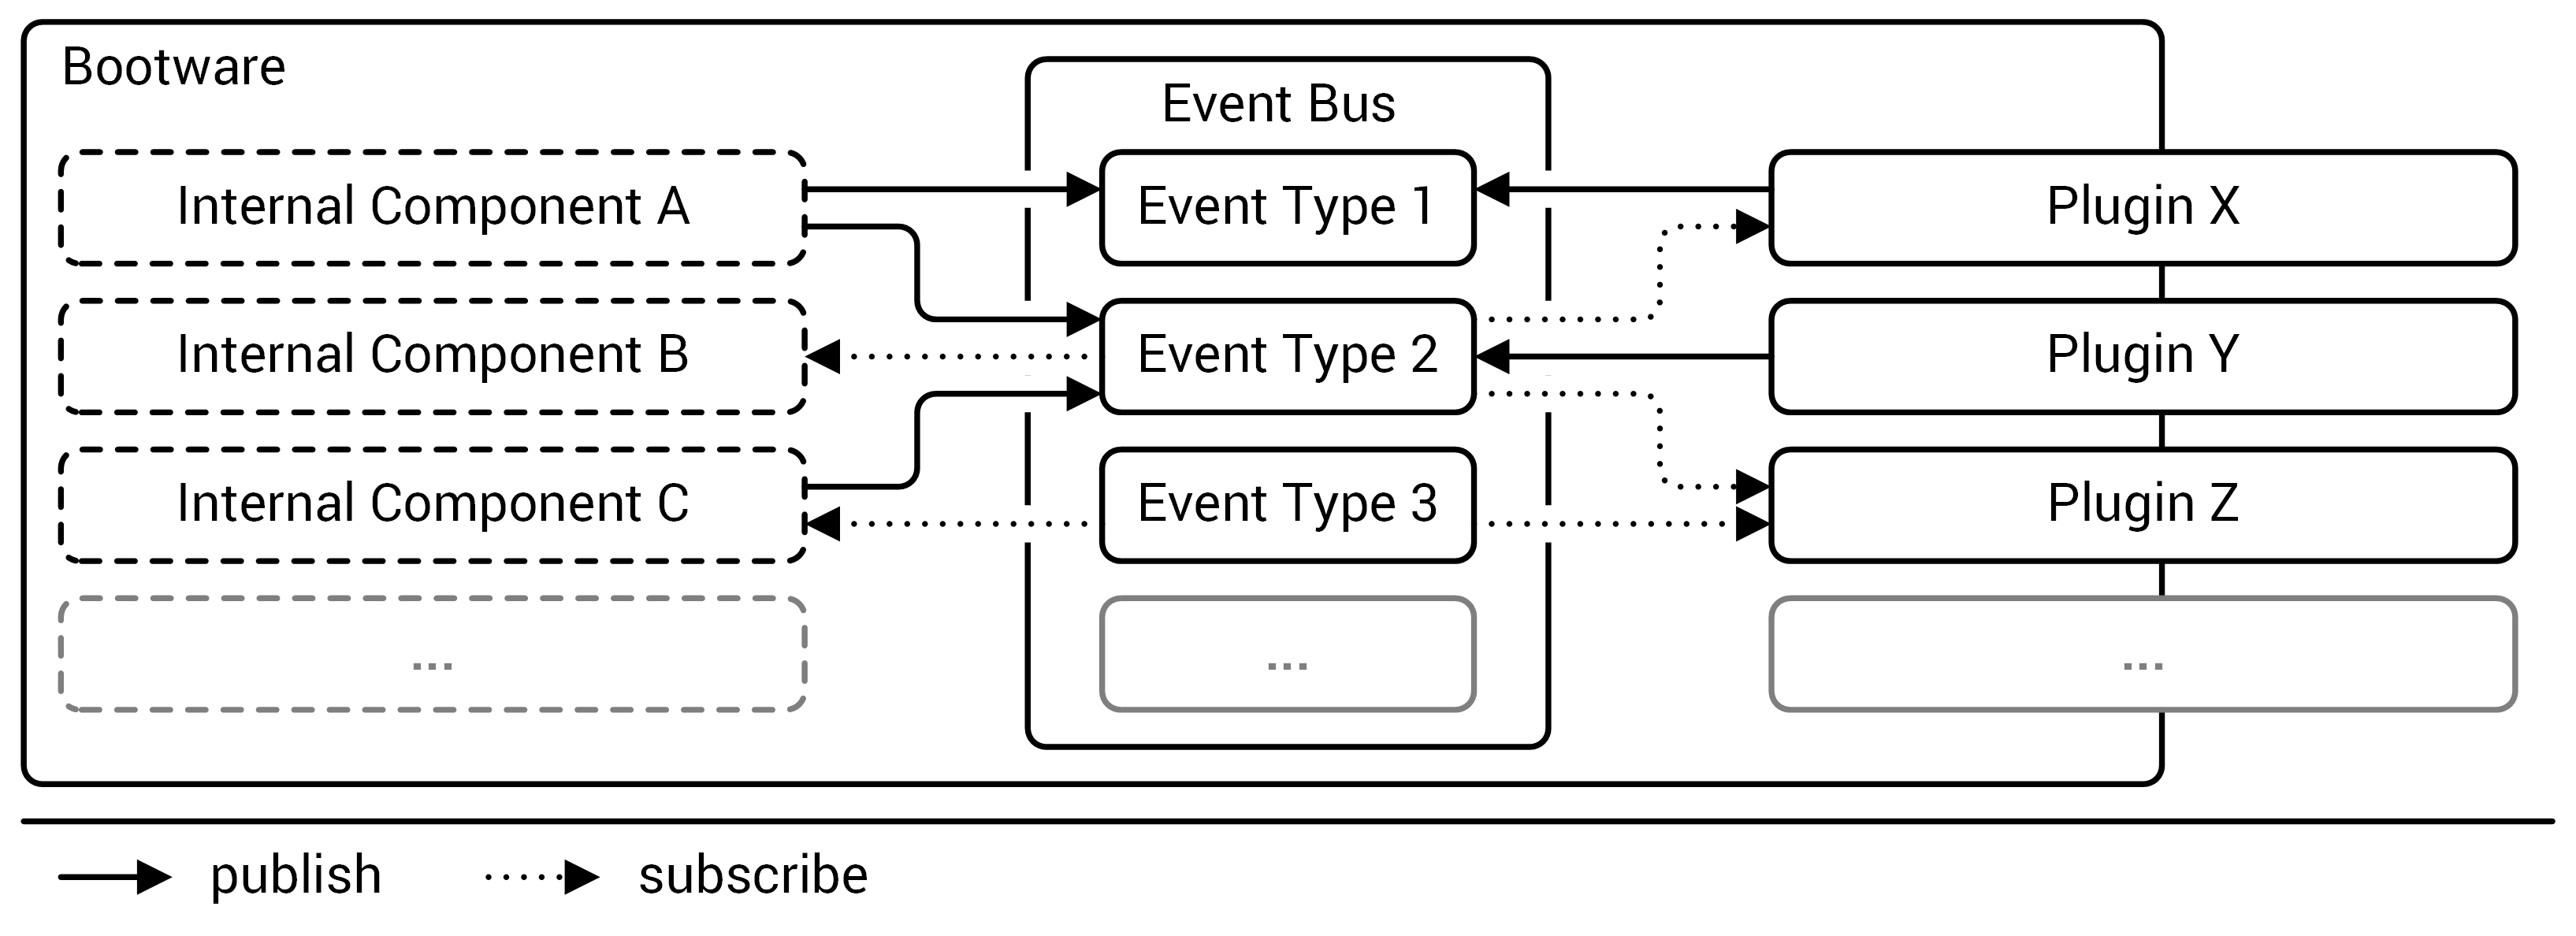 Bootware
Event Bus
Internal Component A
Event Type 1
Plugin X
Internal Component B
Event Type 2
Plugin Y
Internal Component C
Event Type 3
Plugin Z
...
...
...
publish
subscribe